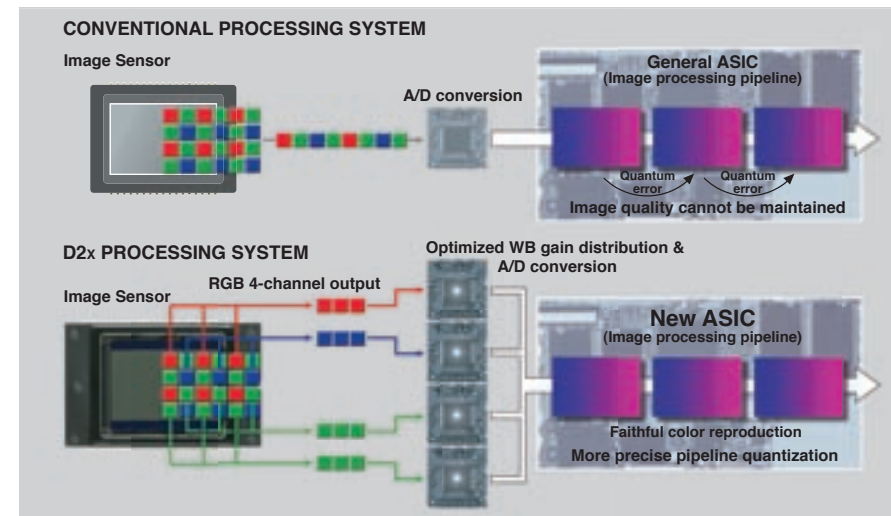 CONVENTIONAL PROCESSING SYSTEM
Image Sensor
A/D conversion
General ASIC
(Image processing pipeline)
Quantum
error
Quantum
error
Image quality cannot be maintained
D2x PROCESSING SYSTEM
Image Sensor
RGB 4-channel output
Optimized WB gain distribution &
A/D conversion
New ASIC
(Image processing pipeline)
Faithful color reproduction
More precise pipeline quantization